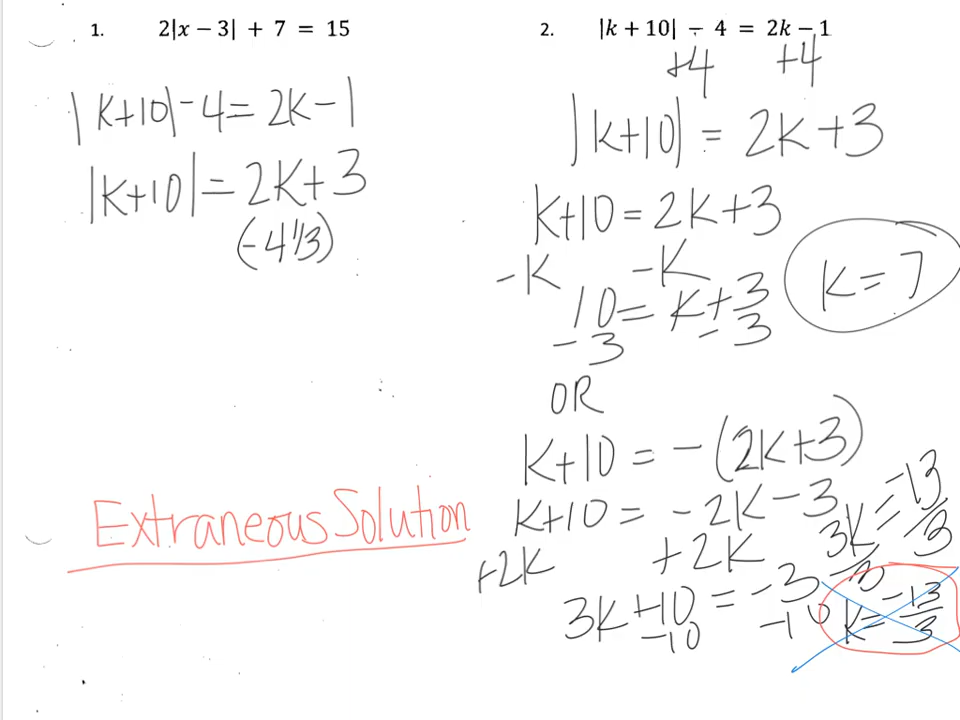 1. 2|x − 3| + 7 = 15
|k+10|-4=2k-1
|k+10|=2k+3
(-4 1/3)
Extraneous Solution
2. |k + 10| − 4 = 2k − 1
+4 +4
|k+10| = 2k+3
k+10=2k+3
-k -k
10=k+3
-3 -3
k=7
OR
k+10 = -(2k+3)
k+10 = -2k-3
+2k +2k
3k+10 = -3
-10 -10
3k=-13
3 3
k=-13/3